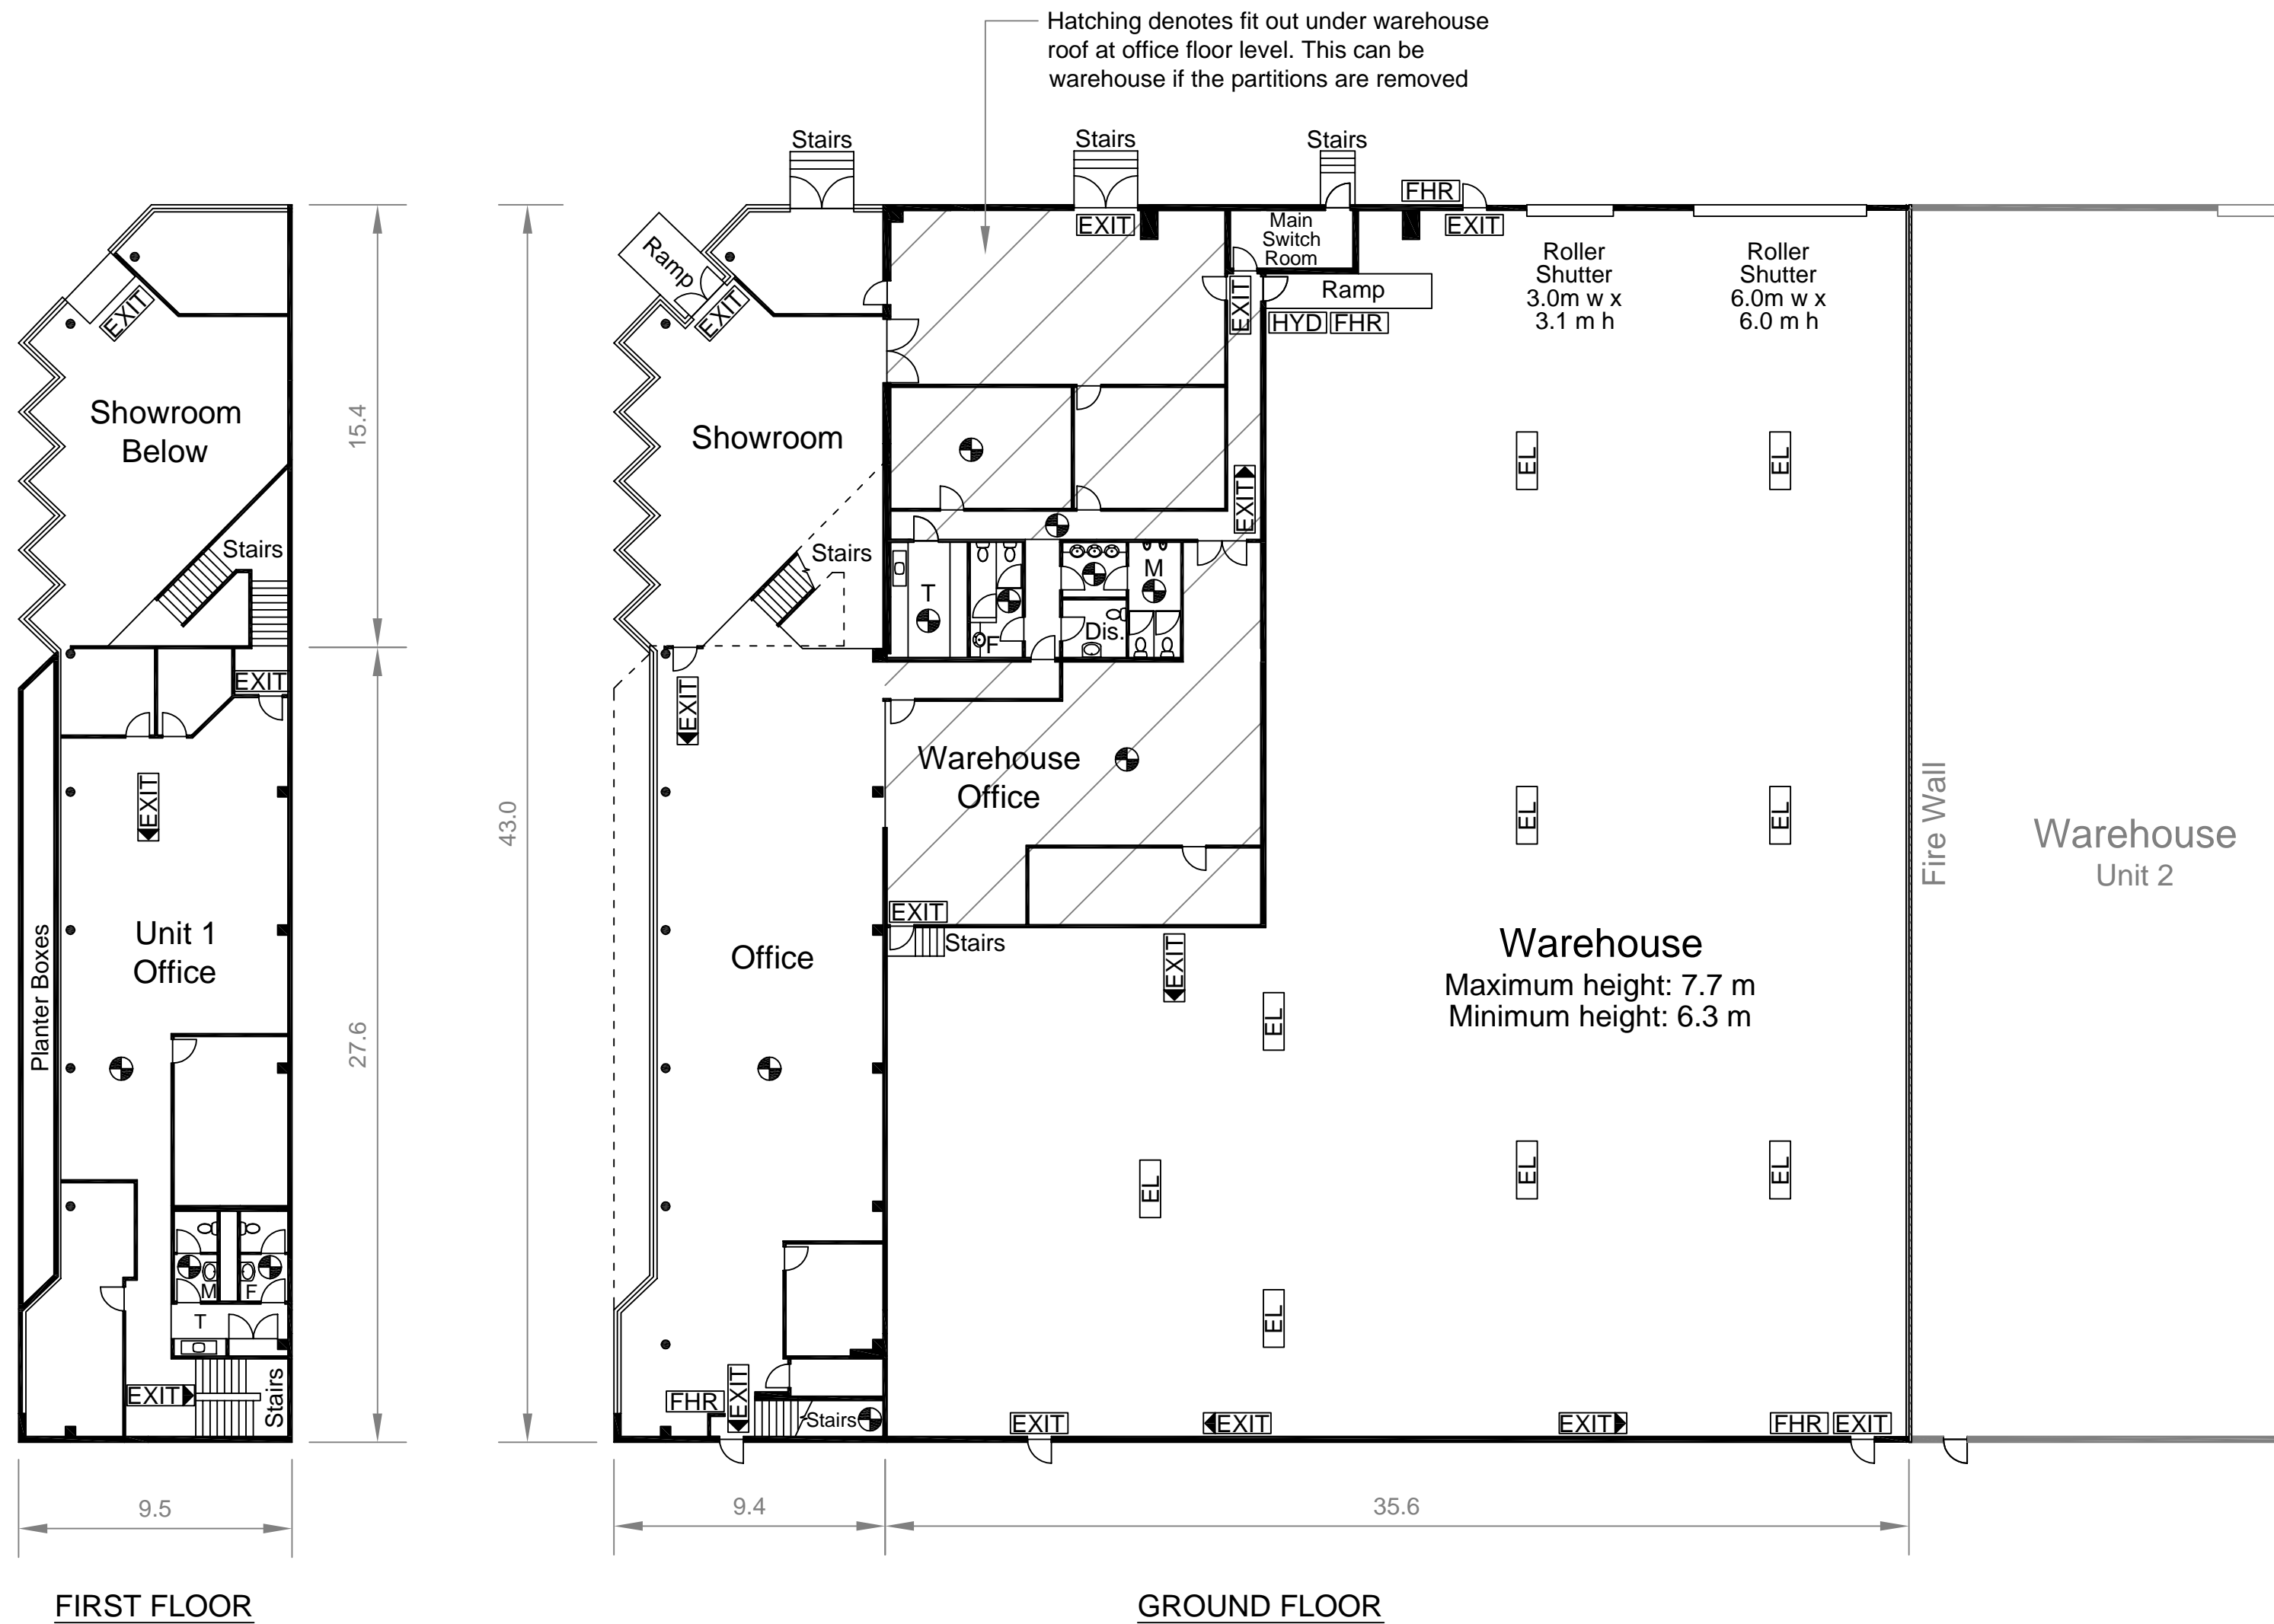 Hatching denotes fit out under warehouse
roof at office floor level. This can be
warehouse if the partitions are removed
EXIT
Showroom
Below
Stairs
EXIT
EXIT
Planter Boxes
Unit 1
Office
M
F
T
EXIT
Stairs
15.4
27.6
9.5
FIRST FLOOR
43.0
Stairs
Stairs
Stairs
FHR
EXIT
EXIT
Main
Switch
Room
Ramp
EXIT
Ramp
EXIT
HYD
FHR
Roller
Shutter
3.0m w x
3.1 m h
Roller
Shutter
6.0m w x
6.0 m h
Showroom
EL
EL
EXIT
Stairs
T
F
Dis.
M
EXIT
Warehouse
Office
EL
EL
Fire Wall
Warehouse
Unit 2
EXIT
Stairs
Office
EXIT
EL
Warehouse
Maximum height: 7.7 m
Minimum height: 6.3 m
EL
EL
EL
EL
FHR
EXIT
Stairs
EXIT
EXIT
EXIT
FHR
EXIT
9.4
35.6
GROUND FLOOR